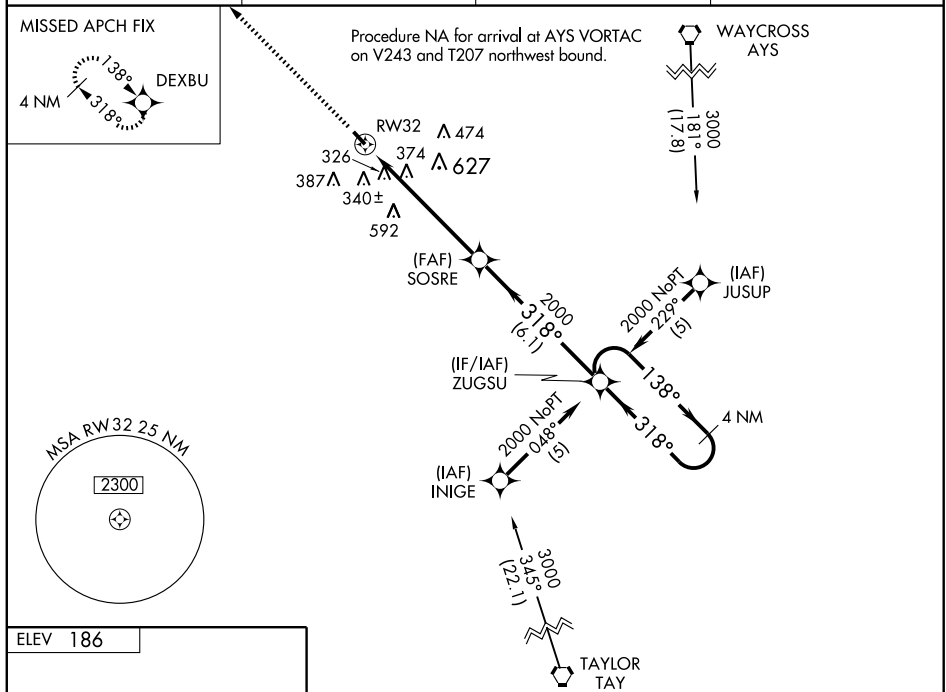 MISSED APCH FIX
138°
DEXBU
4 NM
318°
Procedure NA for arrival at AYS VORTAC
on V243 and T207 northwest bound.
WAYCROSS
AYS
3000
181°
(17.8)
RW32
474
326
374
627
387
340±
592
(FAF)
SOSRE
(IAF)
JUSUP
2000 NoPT
229°
(5)
2000
318°
(6.1)
(IF/IAF)
ZUGSU
138°
4 NM
318°
2000 NoPT
048°
(5)
(IAF)
INIGE
MSA RW32 25 NM
2300
3000
345°
(22.1)
ELEV 186
TAYLOR
TAY